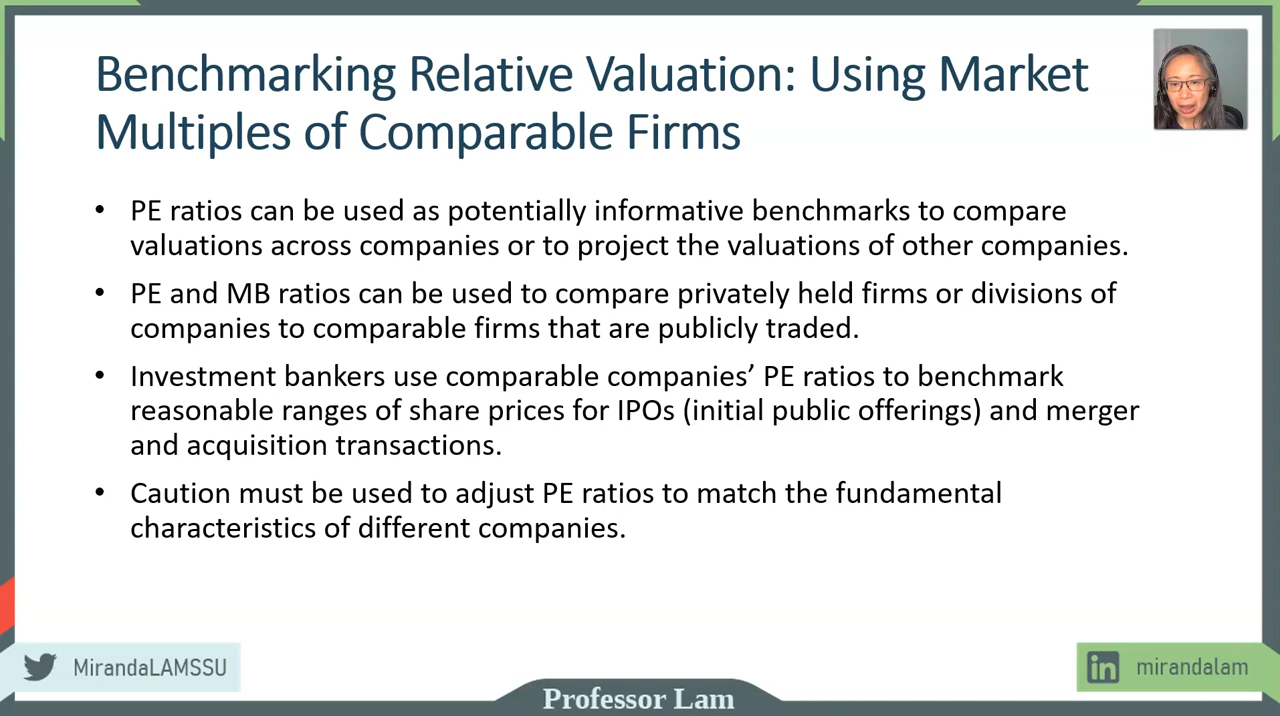 Benchmarking Relative Valuation: Using Market
Multiples of Comparable Firms
• PE ratios can be used as potentially informative benchmarks to compare
valuations across companies or to project the valuations of other companies.
• PE and MB ratios can be used to compare privately held firms or divisions of
companies to comparable firms that are publicly traded.
• Investment bankers use comparable companies’ PE ratios to benchmark
reasonable ranges of share prices for IPOs (initial public offerings) and merger
and acquisition transactions.
• Caution must be used to adjust PE ratios to match the fundamental
characteristics of different companies.
MirandaLAMSSU
in mirandalam
Professor Lam